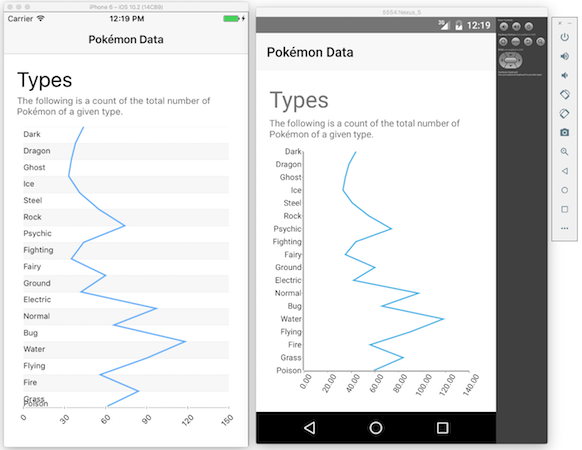 iPhone 6 – iOS 10.2 (14C89)
Carrier
12:19 PM
Pokémon Data
Types
The following is a count of the total number of
Pokémon of a given type.
Dark
Dragon
Ghost
Ice
Steel
Rock
Psychic
Fighting
Fairy
Ground
Electric
Normal
Bug
Water
Flying
Fire
Grass
Poison
0
30
60
90
120
150
5554:Nexus_5
3G
12:19
Pokémon Data
Types
The following is a count of the total number of
Pokémon of a given type.
Dark
Dragon
Ghost
Ice
Steel
Rock
Psychic
Fighting
Fairy
Ground
Electric
Normal
Bug
Water
Flying
Fire
Grass
Poison
0.00
20.00
40.00
60.00
80.00
100.00
120.00
140.00